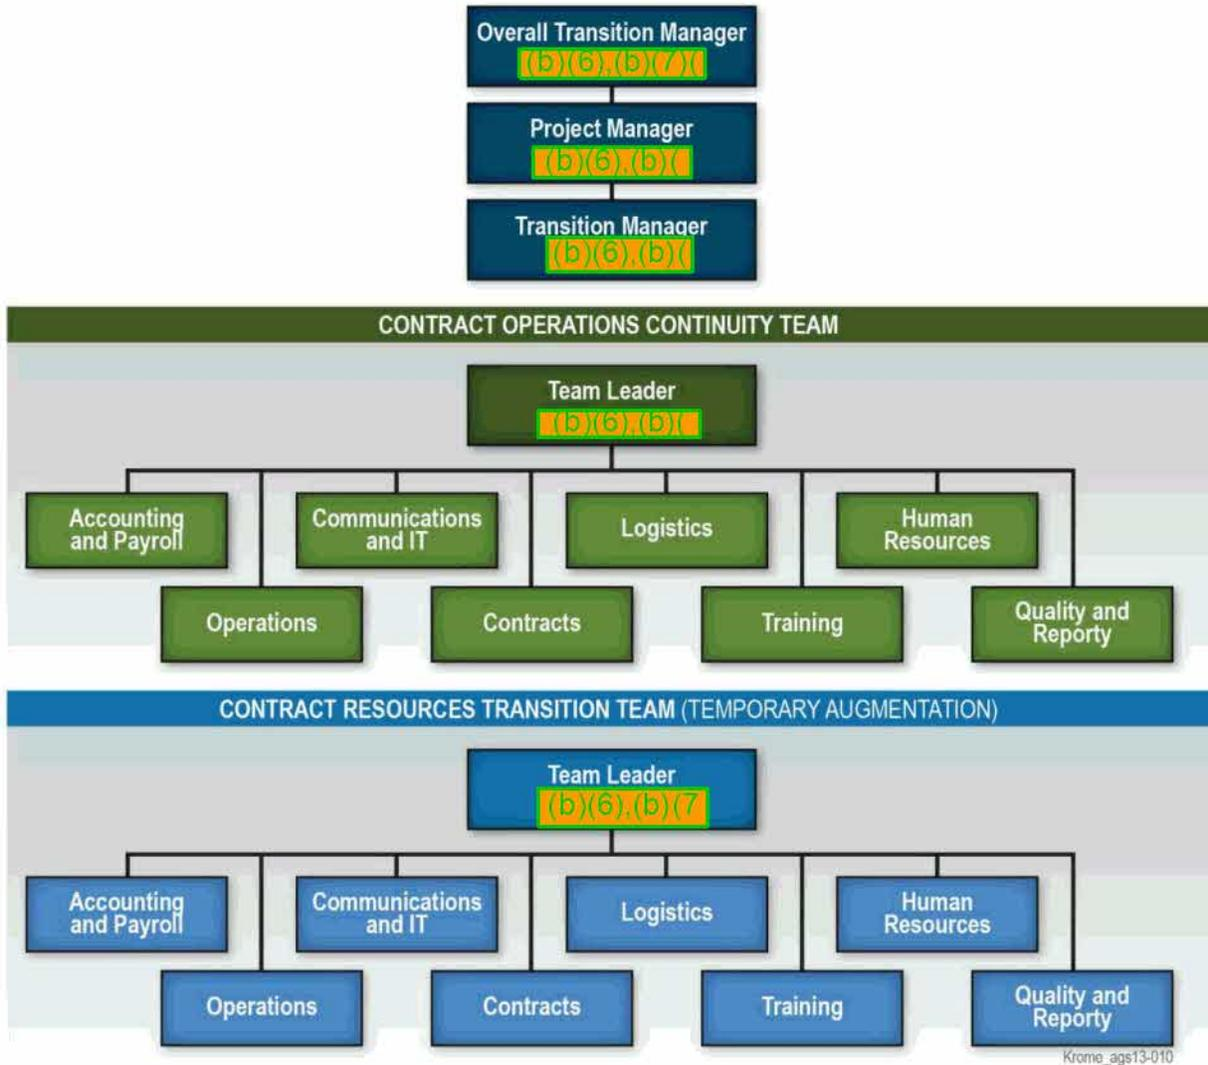 Overall Transition Manager
(b)(6),(b)(7)(
Project Manager
(b)(6),(b)(
Transition Manager
(b)(6),(b)(
CONTRACT OPERATIONS CONTINUITY TEAM
Team Leader
(b)(6),(b)(
Accounting
and Payroll
Communications
and IT
Logistics
Human
Resources
Operations
Contracts
Training
Quality and
Reporty
CONTRACT RESOURCES TRANSITION TEAM (TEMPORARY AUGMENTATION)
Team Leader
(b)(6),(b)(7
Accounting
and Payroll
Communications
and IT
Logistics
Human
Resources
Operations
Contracts
Training
Quality and
Reporty
Krome_ags13-010